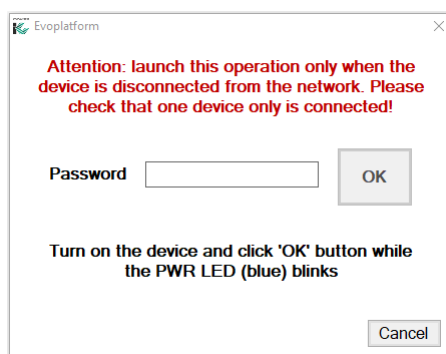 Evoplatform
Attention: launch this operation only when the
device is disconnected from the network. Please
check that one device only is connected!
Password
OK
Turn on the device and click 'OK' button while
the PWR LED (blue) blinks
Cancel